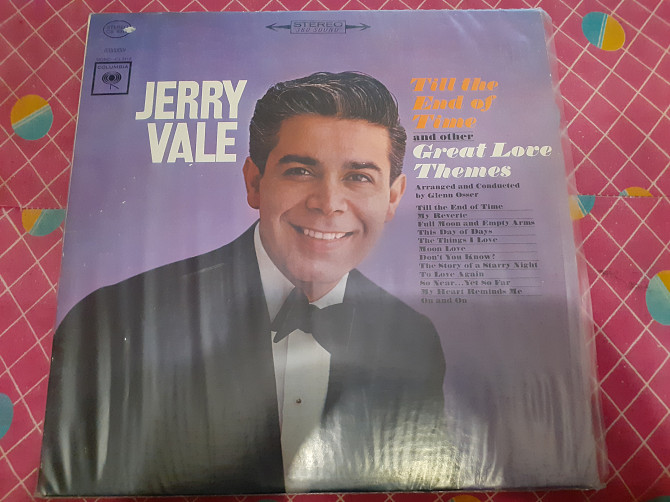 STEREO
COLUMBIA
JERRY
VALE
Till the
End of
Time
and other
Great Love
Themes
Arranged and Conducted
by Glenn Osser
Till the End of Time
My Reverie
Full Moon and Empty Arms
This Day of Days
The Things I Love
Moon Love
Don't You Know?
The Story of a Starry Night
To Love Again
So Near...Yet So Far
My Heart Reminds Me
On and On